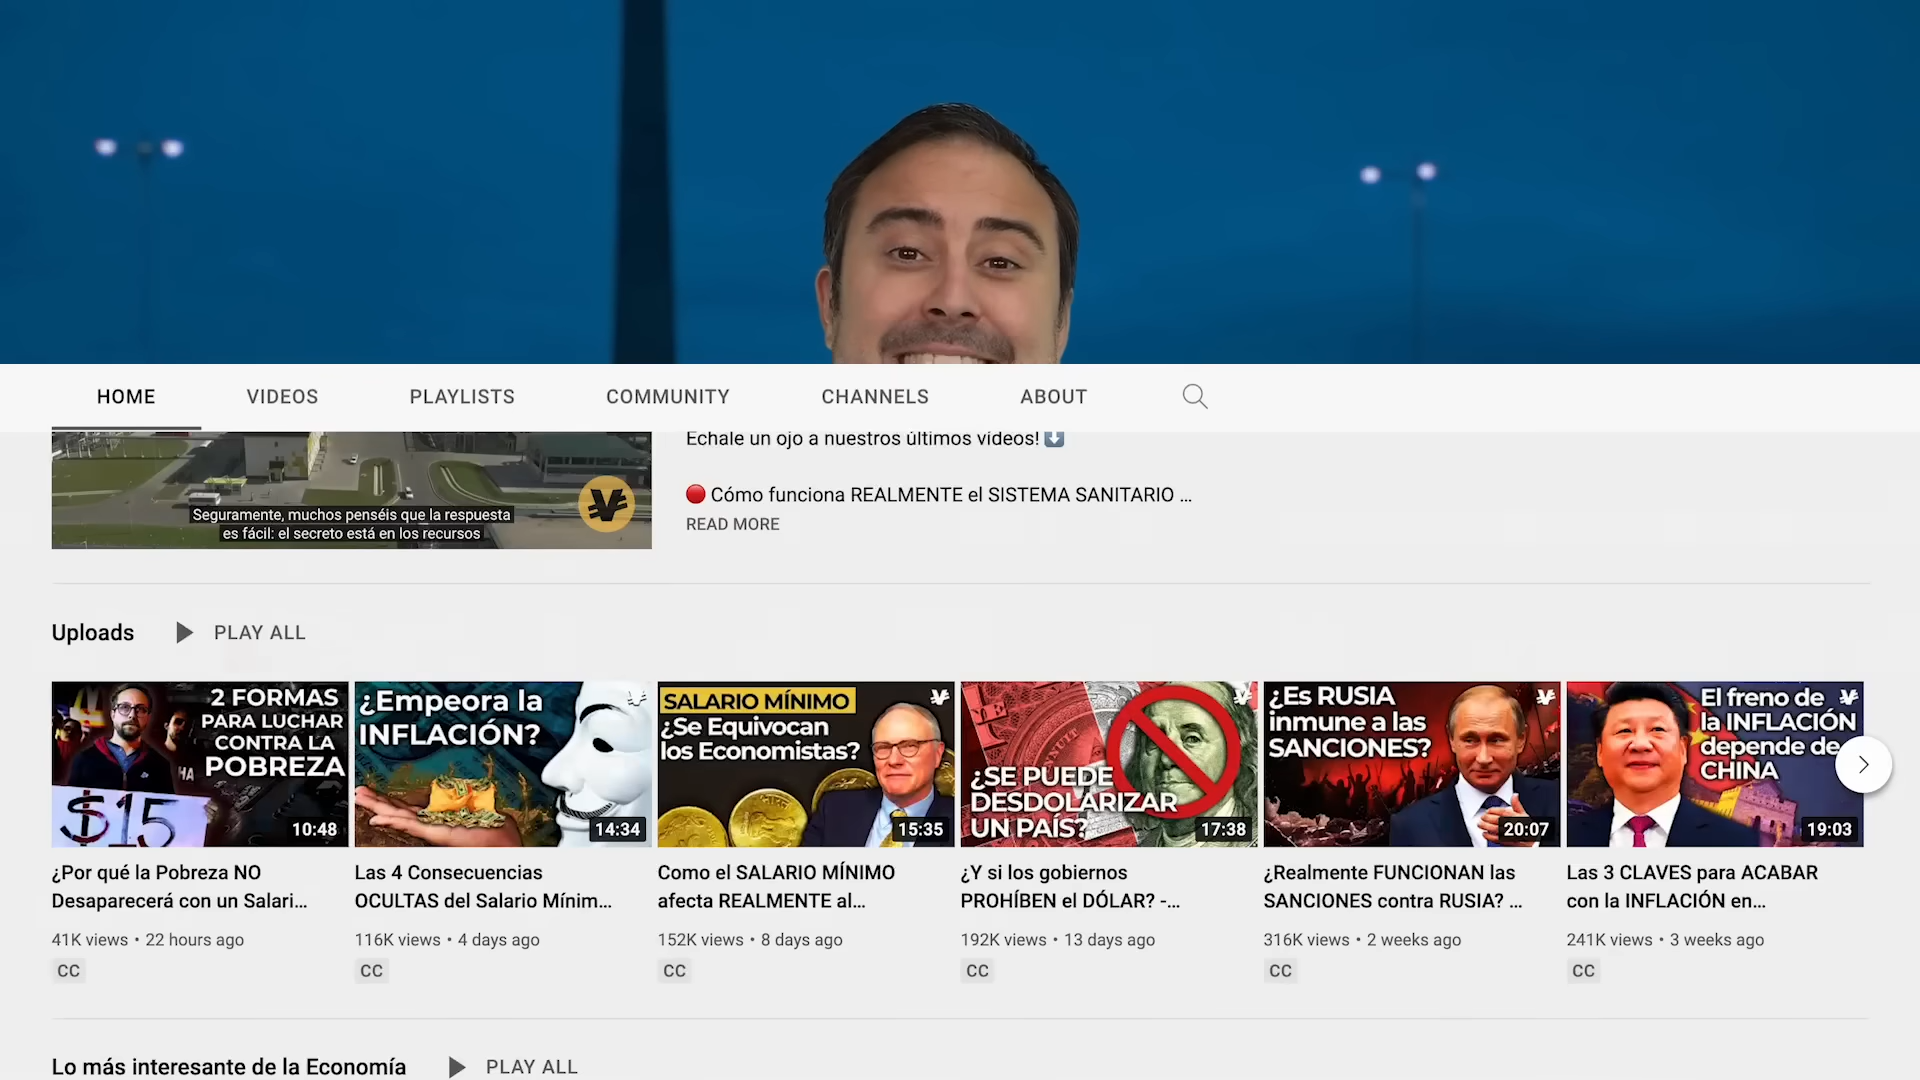 HOME VIDEOS PLAYLISTS COMMUNITY CHANNELS ABOUT
Seguramente, muchos penséis que la respuesta
es fácil: el secreto está en los recursos
Échale un ojo a nuestros últimos vídeos!
Cómo funciona REALMENTE el SISTEMA SANITARIO ...
READ MORE
Uploads PLAY ALL
2 FORMAS
PARA LUCHAR
CONTRA LA
POBREZA
$15
10:48
¿Por qué la Pobreza NO
Desaparecerá con un Salari...
41K views • 22 hours ago
CC
¿Empeora la
INFLACIÓN?
14:34
Las 4 Consecuencias
OCULTAS del Salario Mínim...
116K views • 4 days ago
CC
SALARIO MÍNIMO
¿Se Equivocan
los Economistas?
15:35
Como el SALARIO MÍNIMO
afecta REALMENTE al...
152K views • 8 days ago
CC
¿SE PUEDE
DESDOLARIZAR
UN PAÍS?
17:38
¿Y si los gobiernos
PROHÍBEN el DÓLAR? -...
192K views • 13 days ago
CC
¿Es RUSIA
inmune a las
SANCIONES?
20:07
¿Realmente FUNCIONAN las
SANCIONES contra RUSIA? ...
316K views • 2 weeks ago
CC
El freno de
la INFLACIÓN
depende de
CHINA
19:03
Las 3 CLAVES para ACABAR
con la INFLACIÓN en...
241K views • 3 weeks ago
CC
Lo más interesante de la Economía PLAY ALL